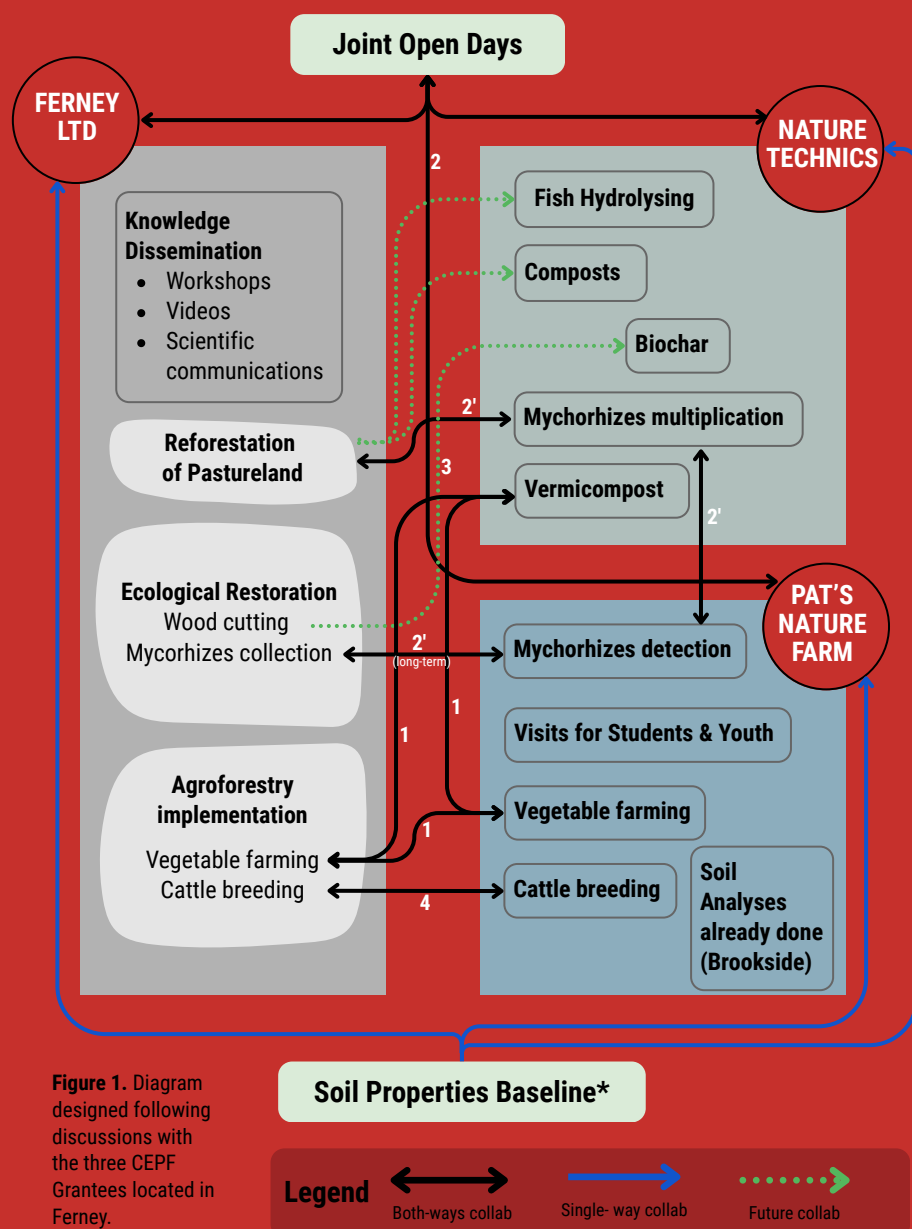 Joint Open Days
FERNEY
LTD
NATURE
TECHNICS
2
Knowledge
Dissemination
• Workshops
• Videos
• Scientific
communications
Fish Hydrolysing
Composts
Biochar
2'
Mychorhizes multiplication
Reforestation
of Pastureland
3
Vermicompost
2'
PAT'S
NATURE
FARM
Ecological Restoration
Wood cutting
Mycorhizes collection
2'
(long-term)
Mychorhizes detection
1
1
Visits for Students & Youth
Agroforestry
implementation
Vegetable farming
Cattle breeding
1
4
Vegetable farming
Cattle breeding
Soil
Analyses
already done
(Brookside)
Soil Properties Baseline*
Figure 1. Diagram
designed following
discussions with
the three CEPF
Grantees located in
Ferney.
Legend
Both-ways collab
Single- way collab
Future collab